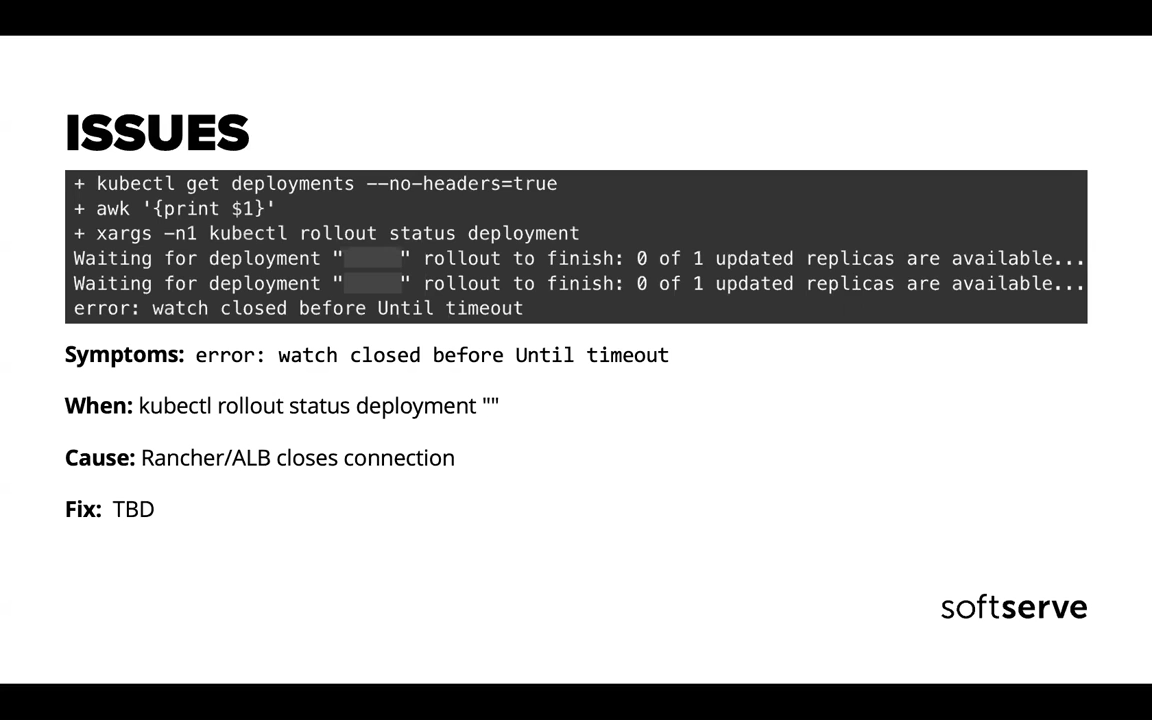 ISSUES
+ kubectl get deployments --no-headers=true
+ awk '{print $1}'
+ xargs -n1 kubectl rollout status deployment
Waiting for deployment " " rollout to finish: 0 of 1 updated replicas are available...
Waiting for deployment " " rollout to finish: 0 of 1 updated replicas are available...
error: watch closed before Until timeout
Symptoms: error: watch closed before Until timeout
When: kubectl rollout status deployment ""
Cause: Rancher/ALB closes connection
Fix: TBD
softserve